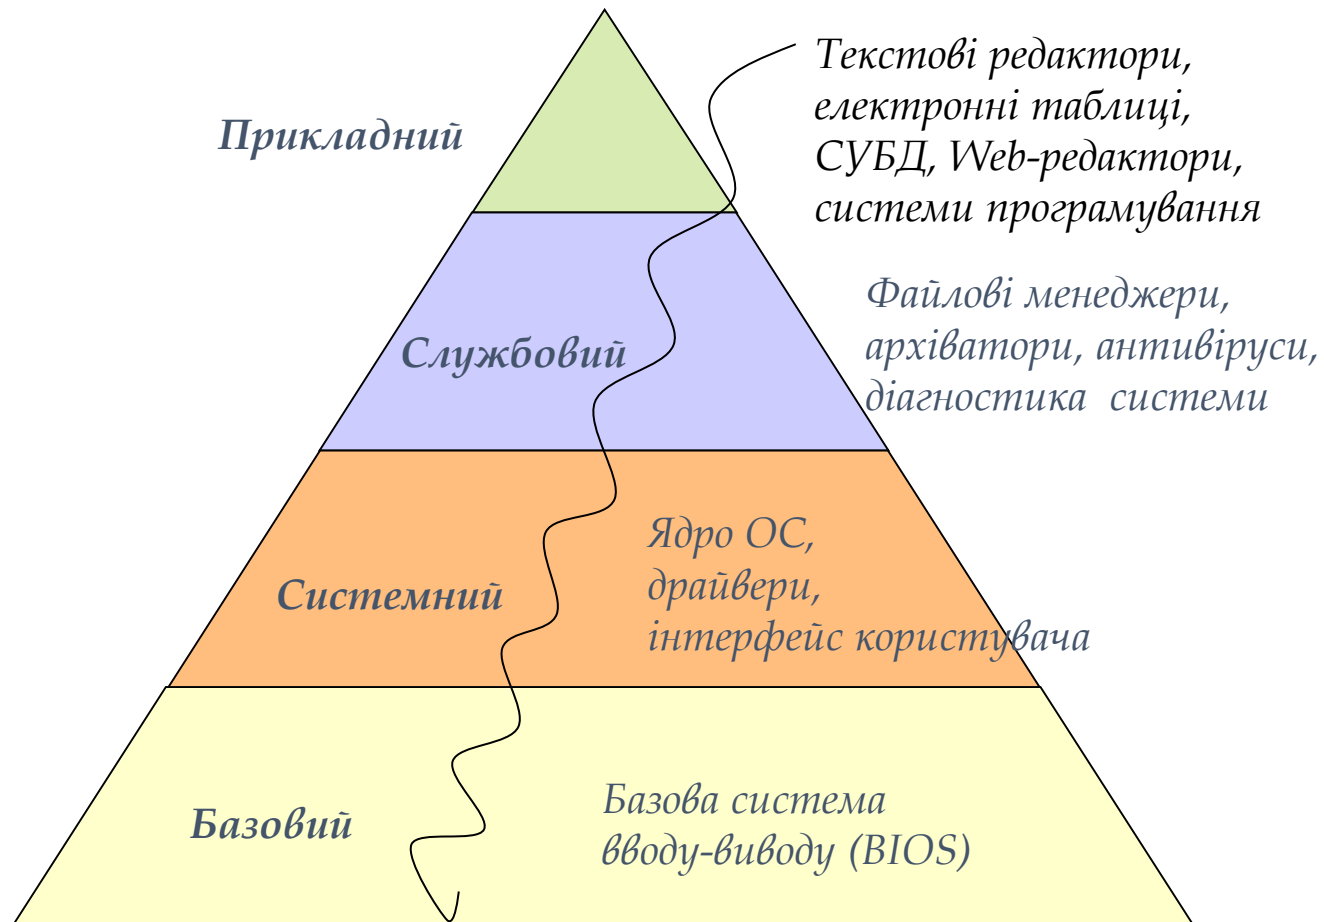 Прикладний
Текстові редактори,
електронні таблиці,
СУБД, Web-редактори,
системи програмування
Службовий
Файлові менеджери,
архіватори, антивіруси,
діагностика системи
Системний
Ядро ОС,
драйвери,
інтерфейс користувача
Базовий
Базова система
вводу-виводу (BIOS)